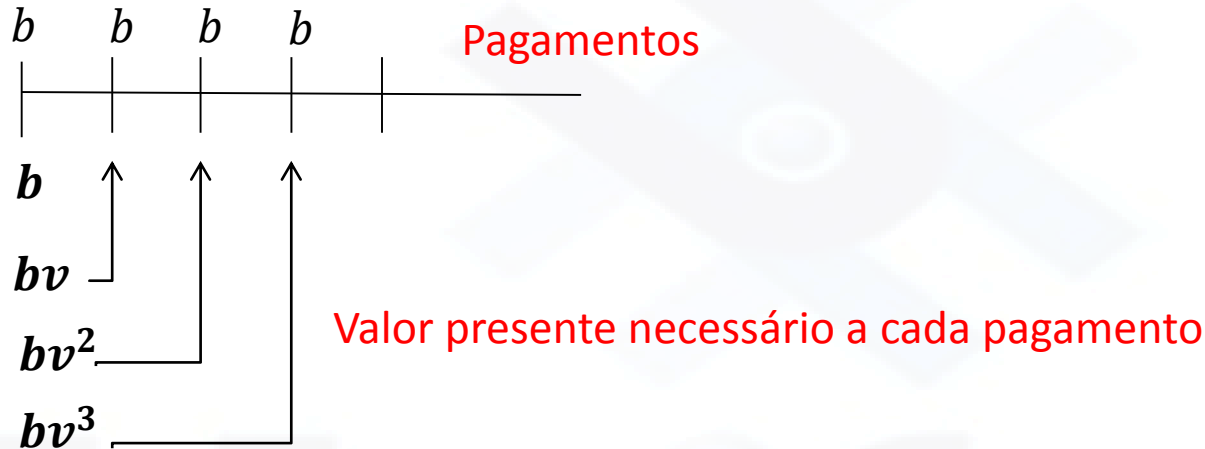 b b b b Pagamentos
b
bv
bv²
Valor presente necessário a cada pagamento
bv³